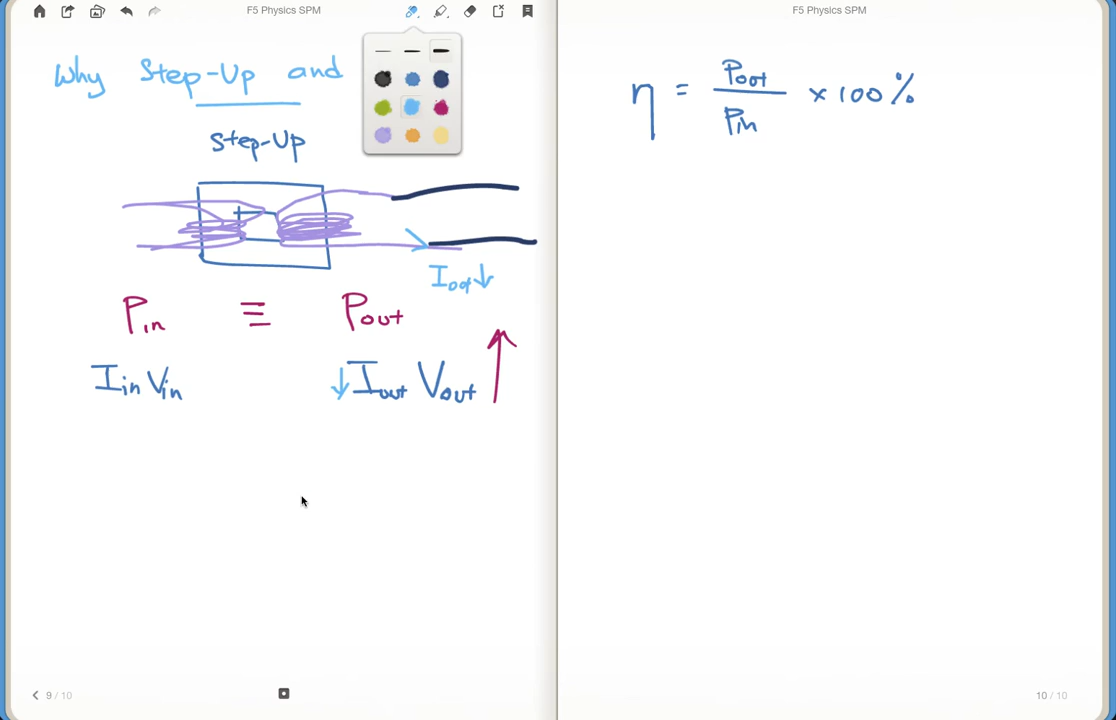 F5 Physics SPM
Why Step-Up and
Step-Up
Iout↓
Pin ≡ Pout
Iin Vin ↓Iout Vout ↑
9 / 10
F5 Physics SPM
η = Pout / Pin × 100 %
10 / 10